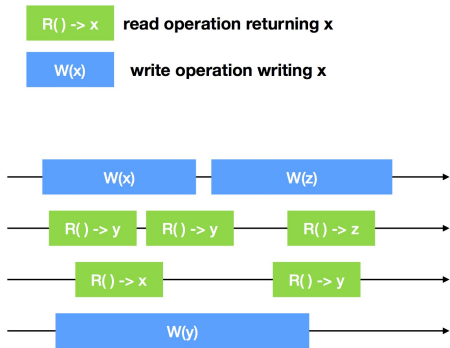 R( ) -> x read operation returning x
W(x) write operation writing x
W(x) W(z)
R( ) -> y R( ) -> y R( ) -> z
R( ) -> x R( ) -> y
W(y)